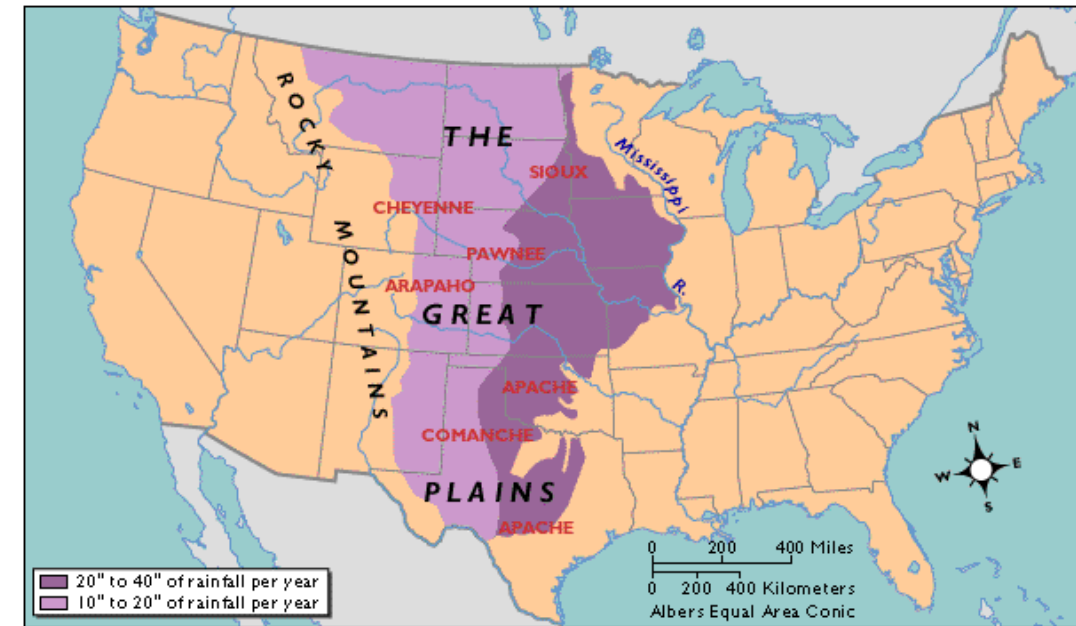 ROCKY
MOUNTAINS
THE
GREAT
PLAINS
Mississippi
R.
SIOUX
CHEYENNE
PAWNEE
ARAPAHO
APACHE
COMANCHE
APACHE
N
W E
S
0 200 400 Miles
0 200 400 Kilometers
Albers Equal Area Conic
20" to 40" of rainfall per year
10" to 20" of rainfall per year